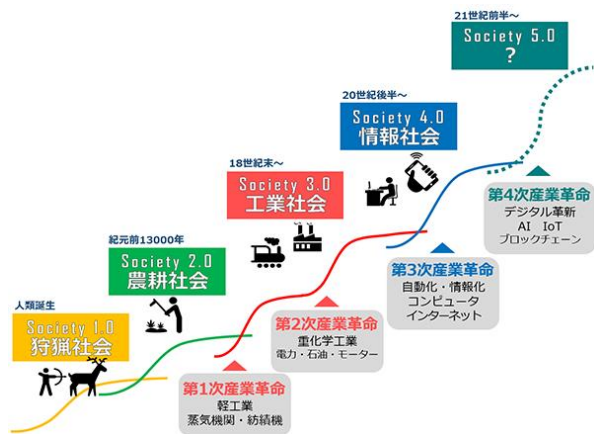 21世紀前半～
Society 5.0
?
20世紀後半～
Society 4.0
情報社会
18世紀末～
Society 3.0
工業社会
紀元前13000年
Society 2.0
農耕社会
人類誕生
Society 1.0
狩猟社会
第1次産業革命
軽工業
蒸気機関・紡績機
第2次産業革命
重化学工業
電力・石油・モーター
第3次産業革命
自動化・情報化
コンピュータ
インターネット
第4次産業革命
デジタル革新
AI IoT
ブロックチェーン